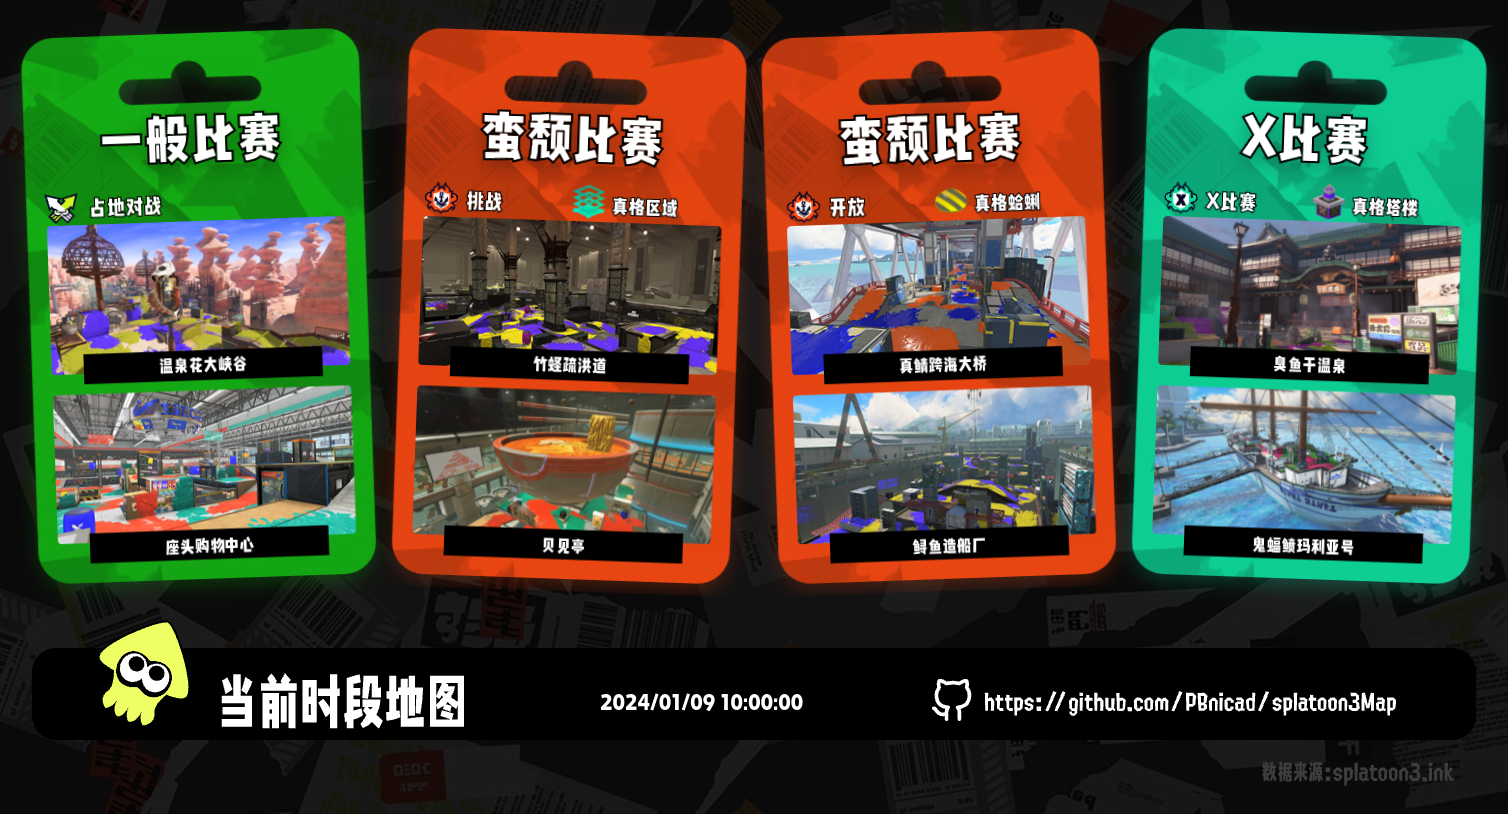 一般比赛
占地对战
温泉花大峡谷
座头购物中心
蛮颓比赛
挑战
真格区域
竹蛏疏洪道
贝见亭
蛮颓比赛
开放
真格蛤蜊
真鲭跨海大桥
鲟鱼造船厂
X比赛
X比赛
真格塔楼
臭鱼干温泉
鬼蝠鲼玛利亚号
当前时段地图
2024/01/09 10:00:00
https://github.com/PBnicad/splatoon3Map
数据来源:splatoon3.ink